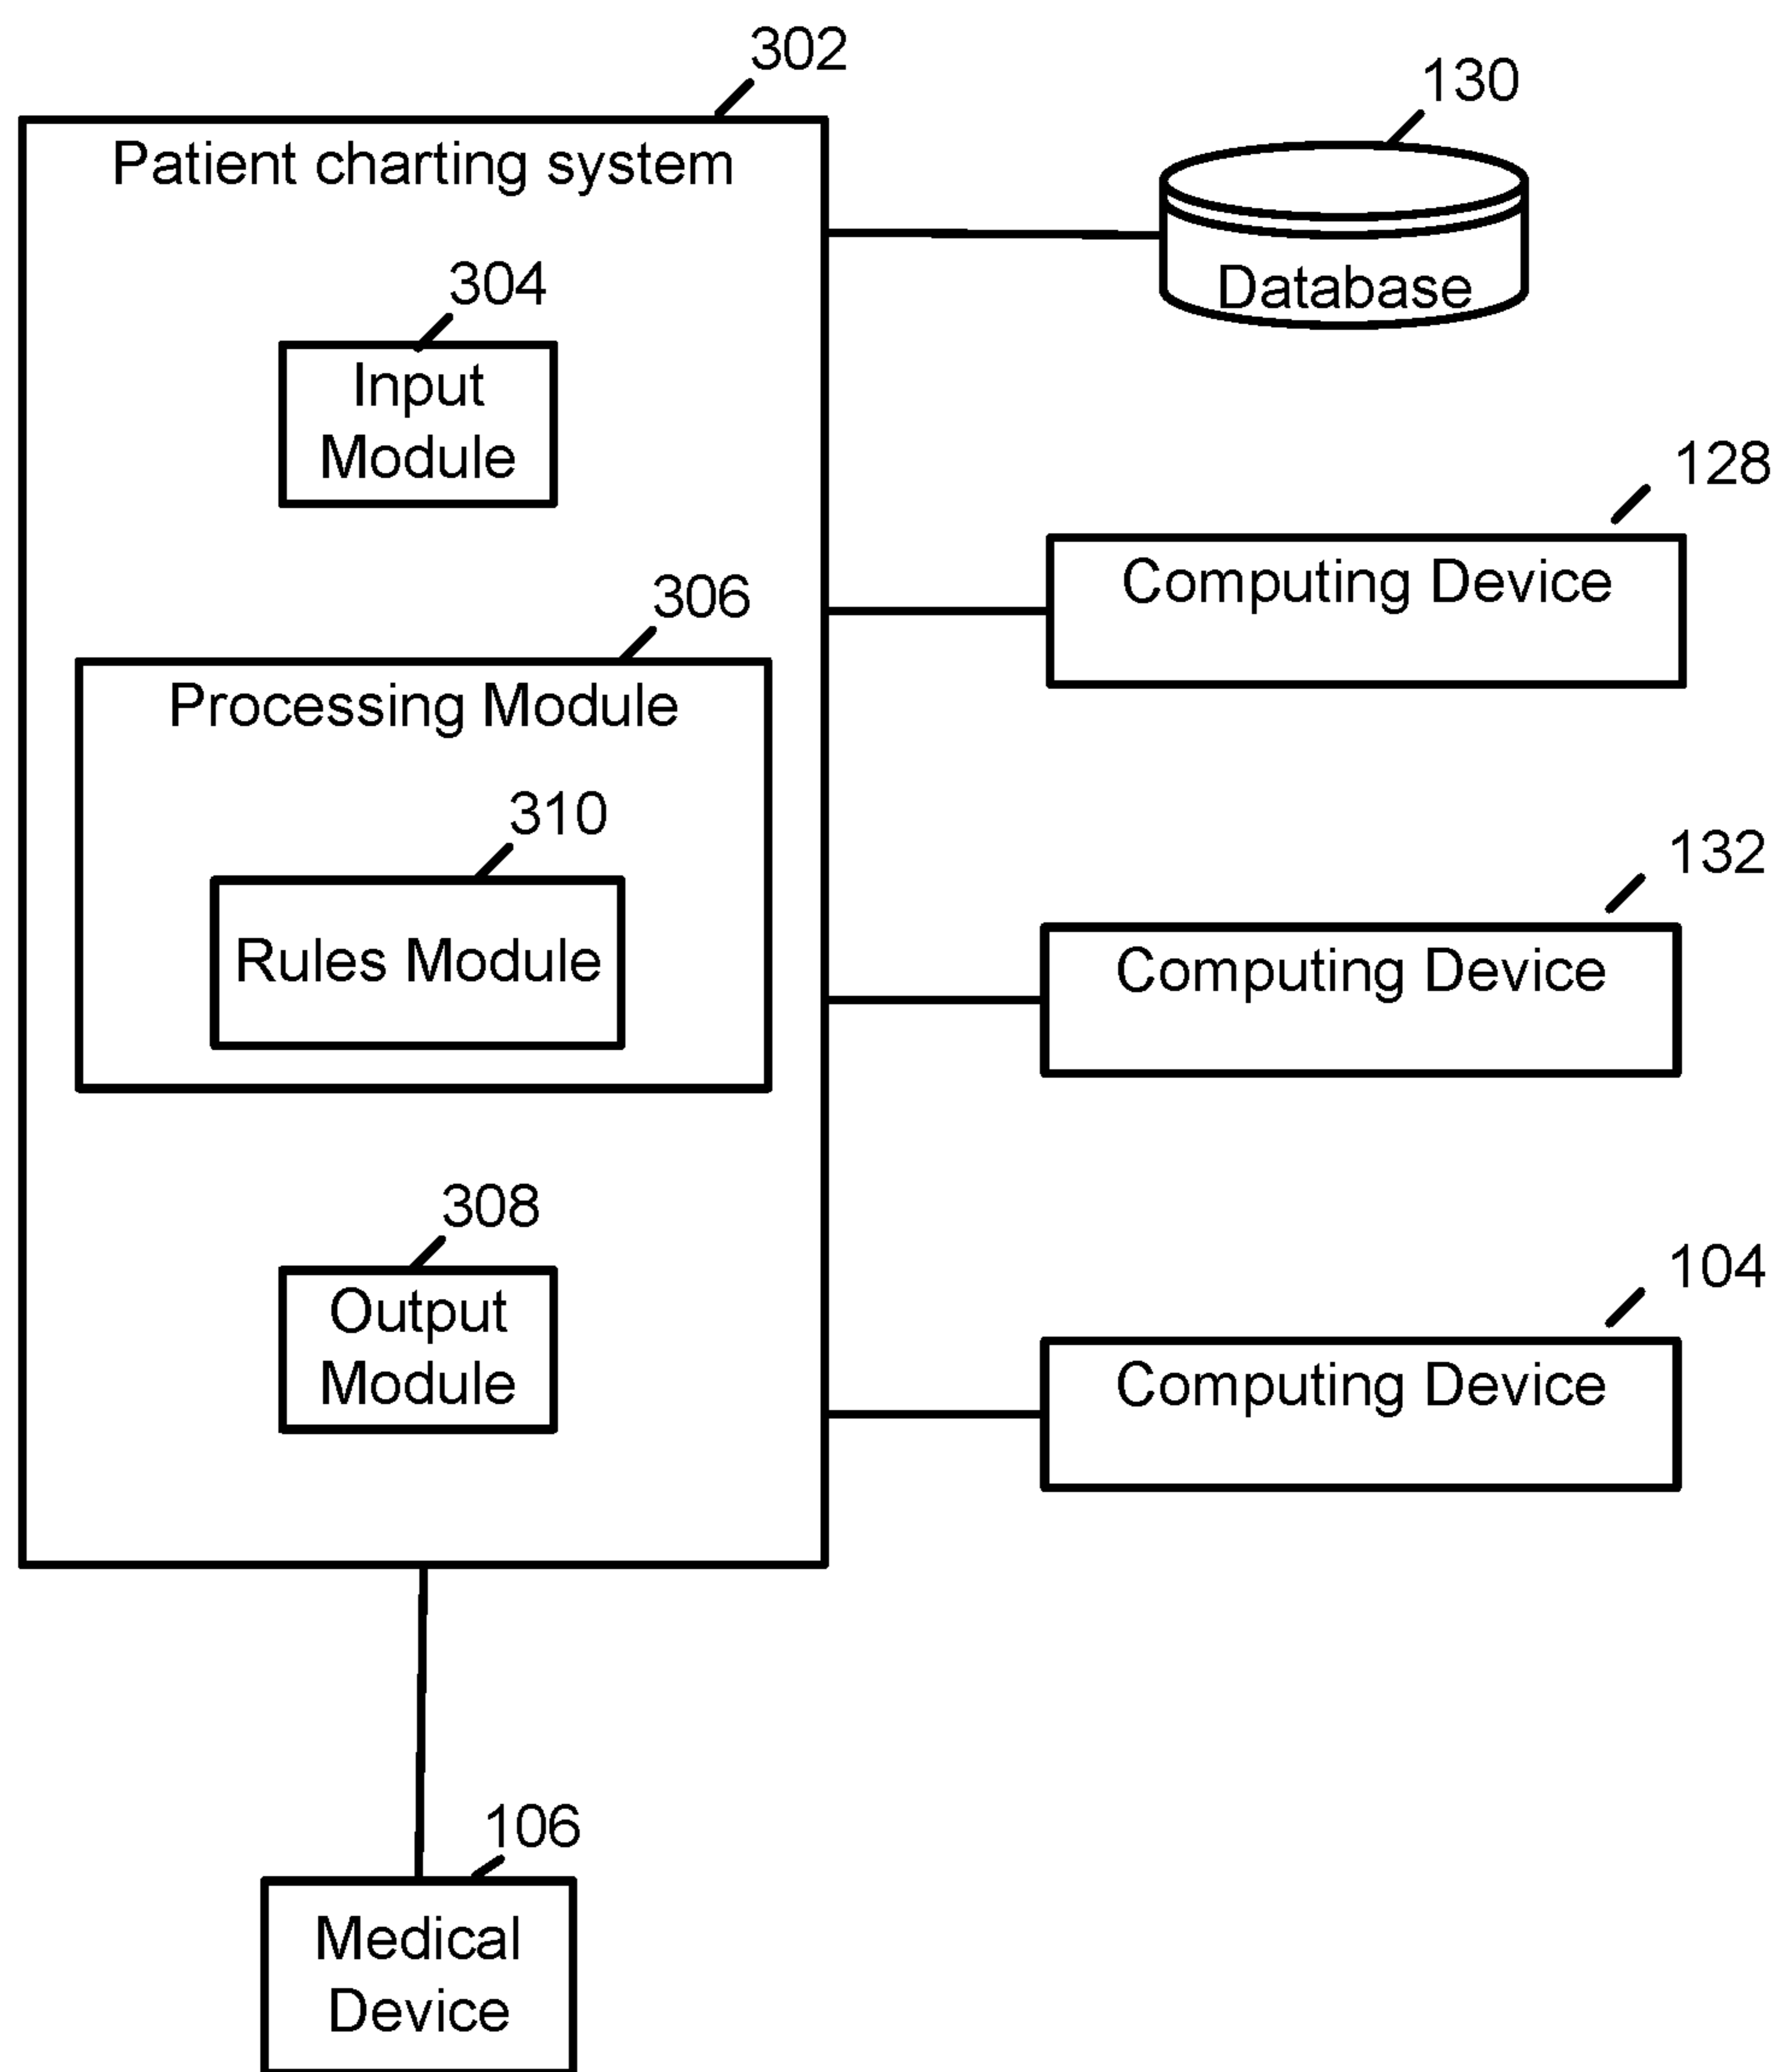 302
Patient charting system
130
Database
304
Input
Module
128
Computing Device
306
Processing Module
310
Rules Module
132
Computing Device
308
Output
Module
104
Computing Device
106
Medical
Device